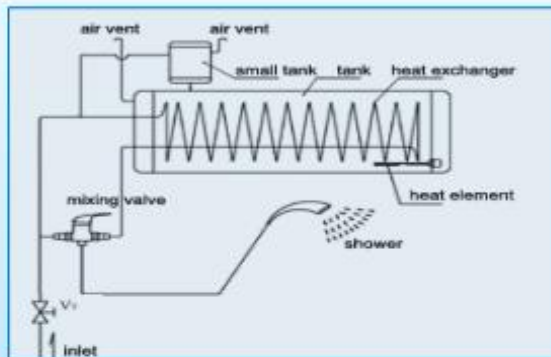 air vent air vent
small tank tank heat exchanger
heat element
mixing valve
shower
V₁
inlet